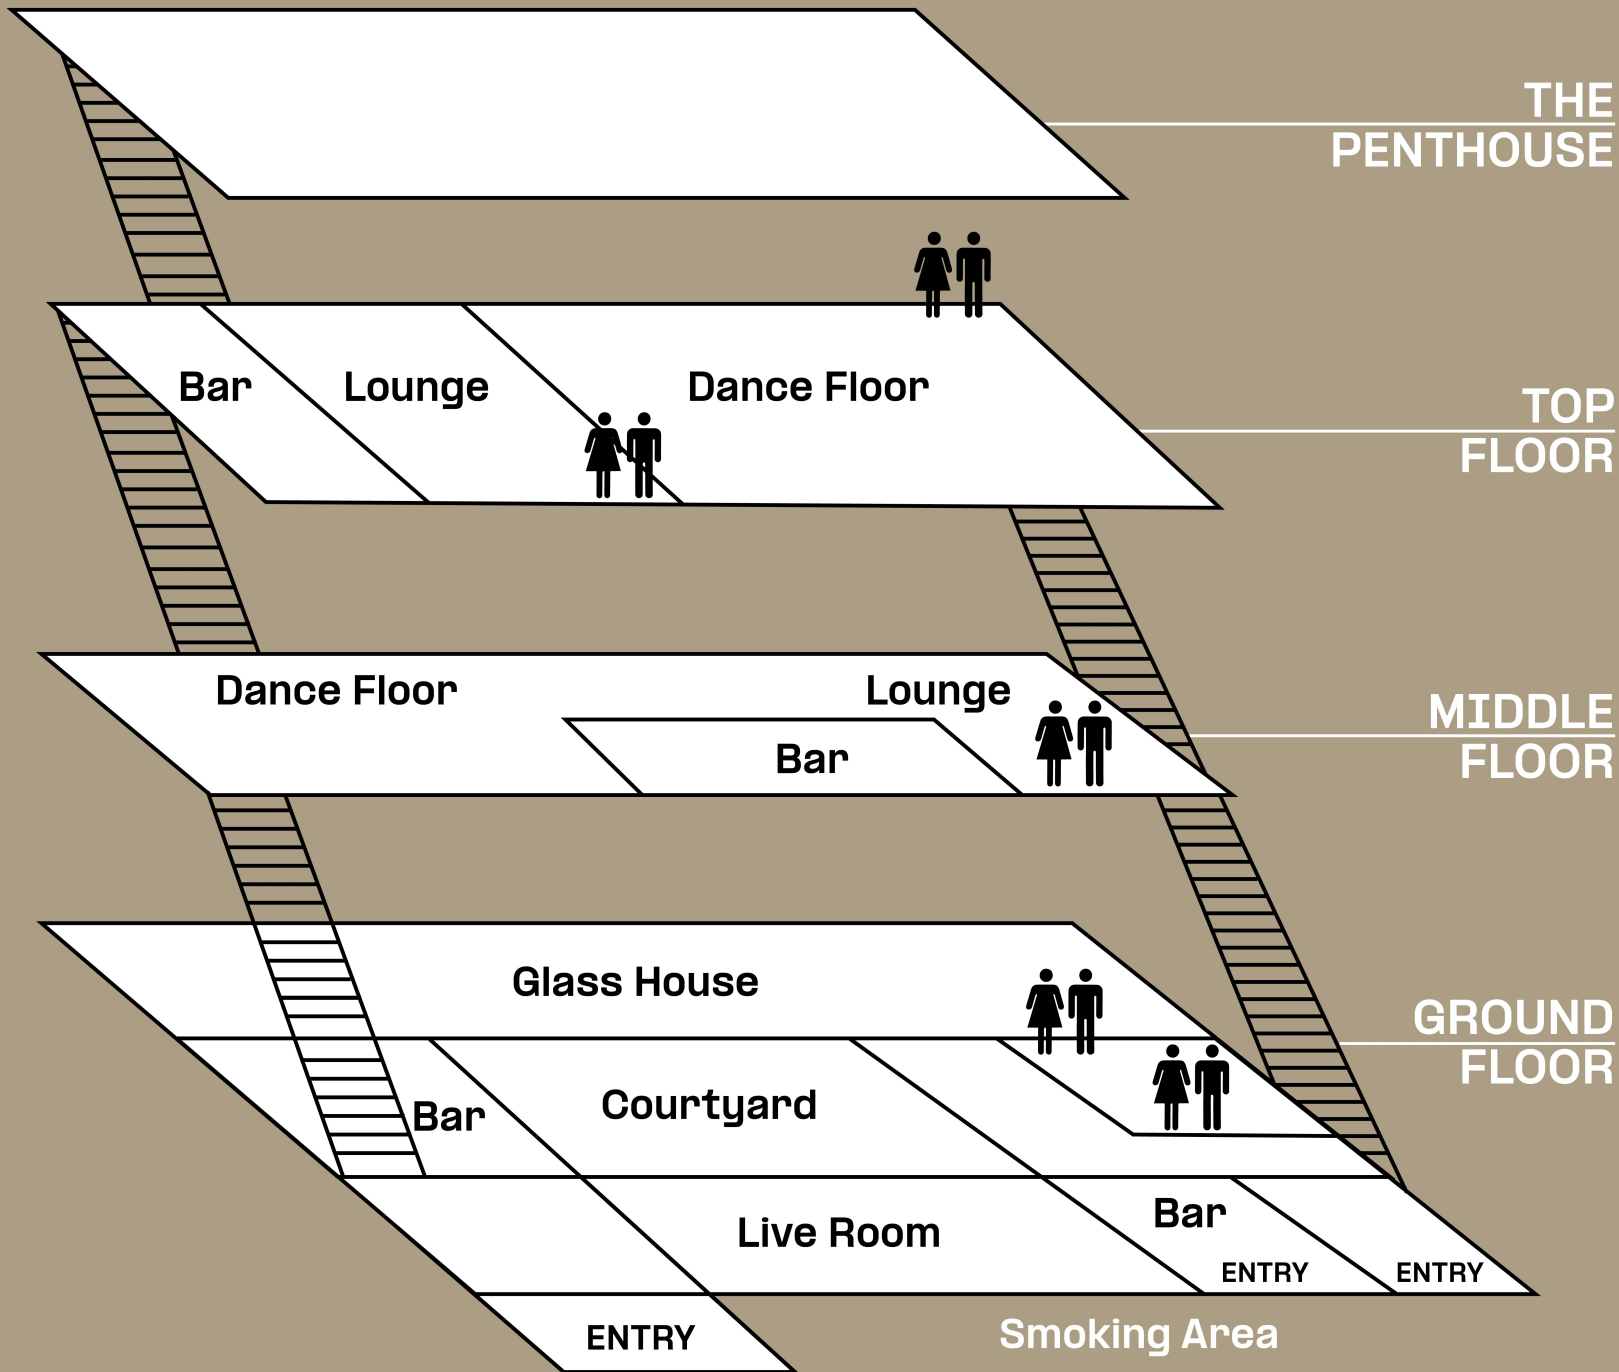 THE
PENTHOUSE
Bar
Lounge
Dance Floor
TOP
FLOOR
Dance Floor
Lounge
Bar
MIDDLE
FLOOR
Glass House
GROUND
FLOOR
Bar
Courtyard
Live Room
Bar
ENTRY
ENTRY
ENTRY
Smoking Area